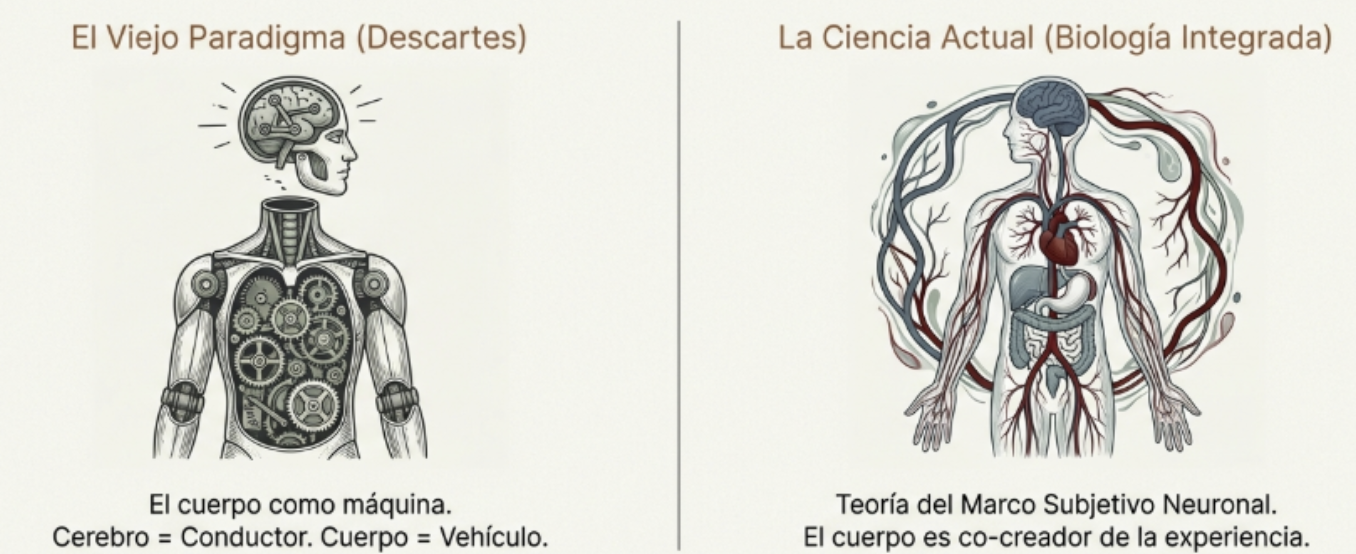 El Viejo Paradigma (Descartes)
El cuerpo como máquina.
Cerebro = Conductor. Cuerpo = Vehículo.
La Ciencia Actual (Biología Integrada)
Teoría del Marco Subjetivo Neuronal.
El cuerpo es co-creador de la experiencia.